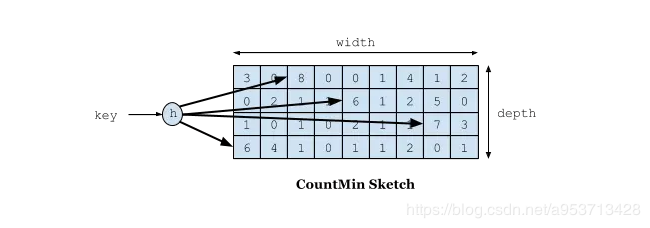 width
3 0 8 0 0 1 4 1 2
0 2 1 6 1 2 5 0
key h 1 0 1 0 2 1 7 3 depth
6 4 1 0 1 1 2 0 1
CountMin Sketch
https://blog.csdn.net/a953713428